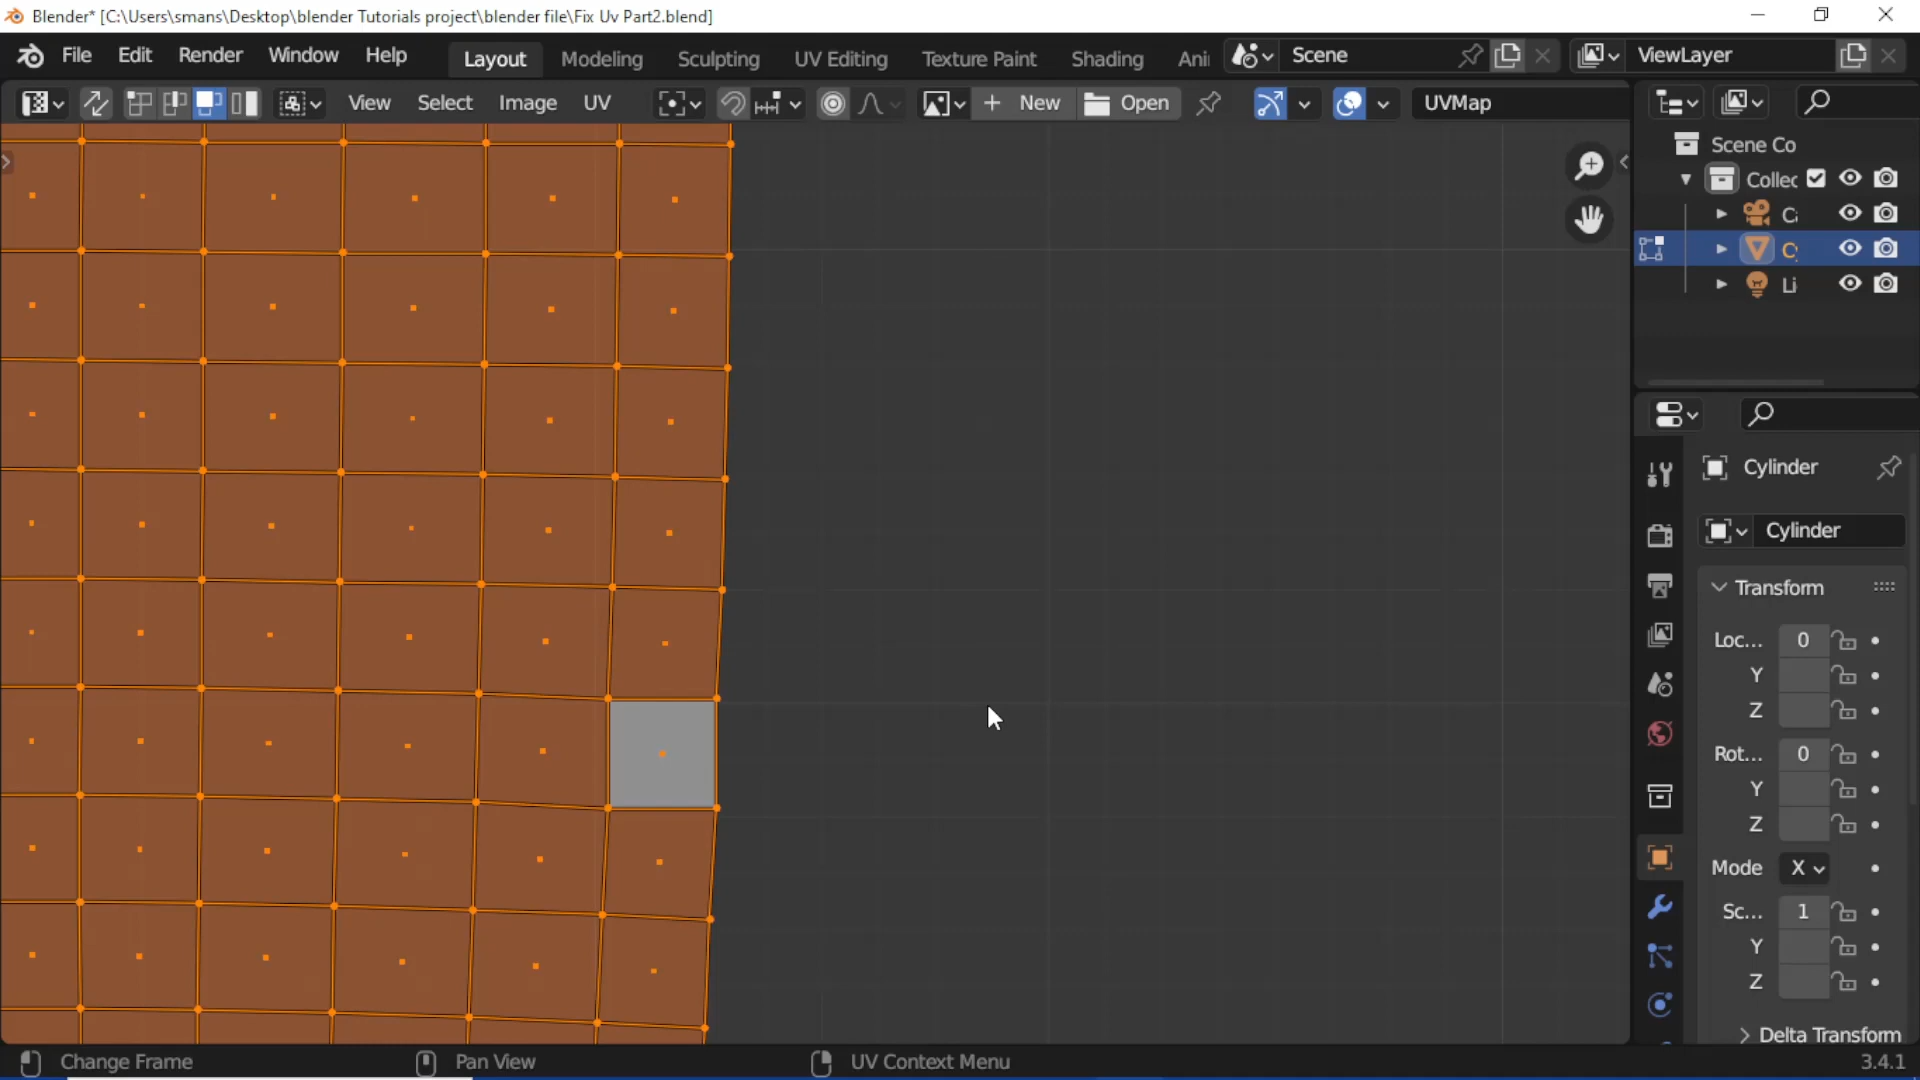 Blender* [C:\Users\smans\Desktop\blender Tutorials project\blender file\Fix Uv Part2.blend]
File Edit Render Window Help Layout Modeling Sculpting UV Editing Texture Paint Shading Ani Scene ViewLayer
View Select Image UV New Open UVMap
Scene Co
Collec
C
Li
Cylinder
Cylinder
Transform
Loc... 0
Y
Z
Rot... 0
Y
Z
Mode X
Sc... 1
Y
Z
Delta Transform
Change Frame Pan View UV Context Menu 3.4.1